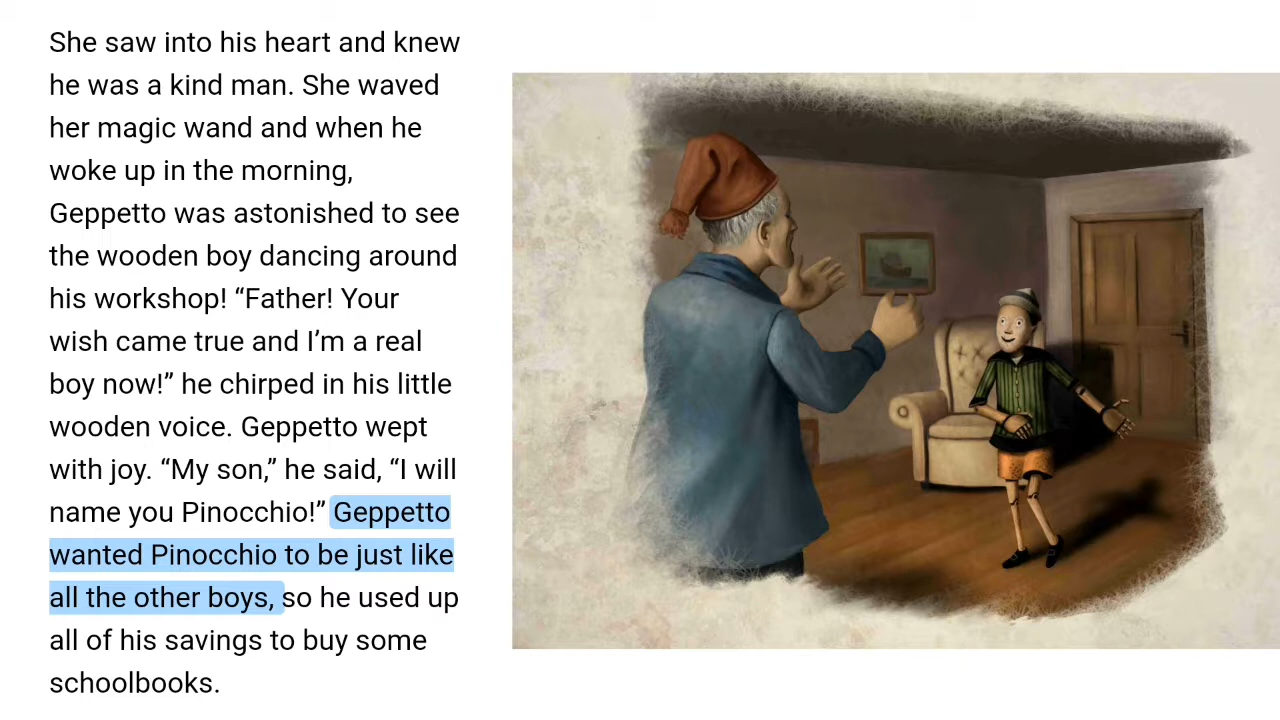 She saw into his heart and knew
he was a kind man. She waved
her magic wand and when he
woke up in the morning,
Geppetto was astonished to see
the wooden boy dancing around
his workshop! “Father! Your
wish came true and I’m a real
boy now!” he chirped in his little
wooden voice. Geppetto wept
with joy. “My son,” he said, “I will
name you Pinocchio!” Geppetto
wanted Pinocchio to be just like
all the other boys, so he used up
all of his savings to buy some
schoolbooks.